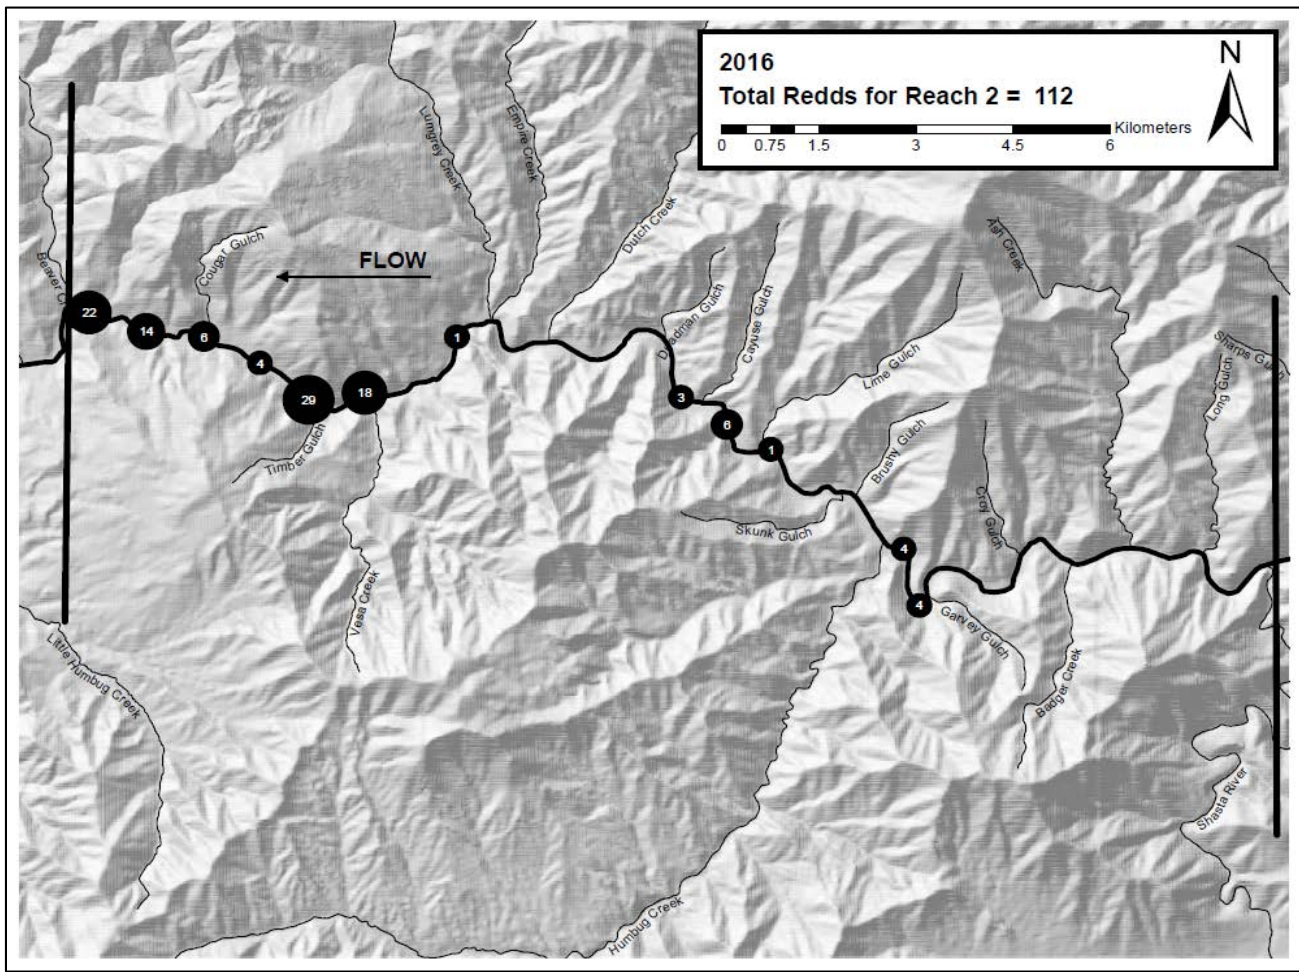 2016
N
Total Redds for Reach 2 = 112
Kilometers
0 0.75 1.5 3 4.5 6
Lumgrey Creek
Empire Creek
Dutch Creek
Ash Creek
Cougar Gulch
FLOW
Beaver Cr
Deadman Gulch
Cayuse Gulch
Lime Gulch
Sharps Gulch
Long Gulch
22
14
6
4
29
18
1
3
6
1
Timber Gulch
Brushy Gulch
Croy Gulch
Skunk Gulch
4
4
Vesa Creek
Garvey Gulch
Badger Creek
Little Humbug Creek
Shasta River
Humbug Creek